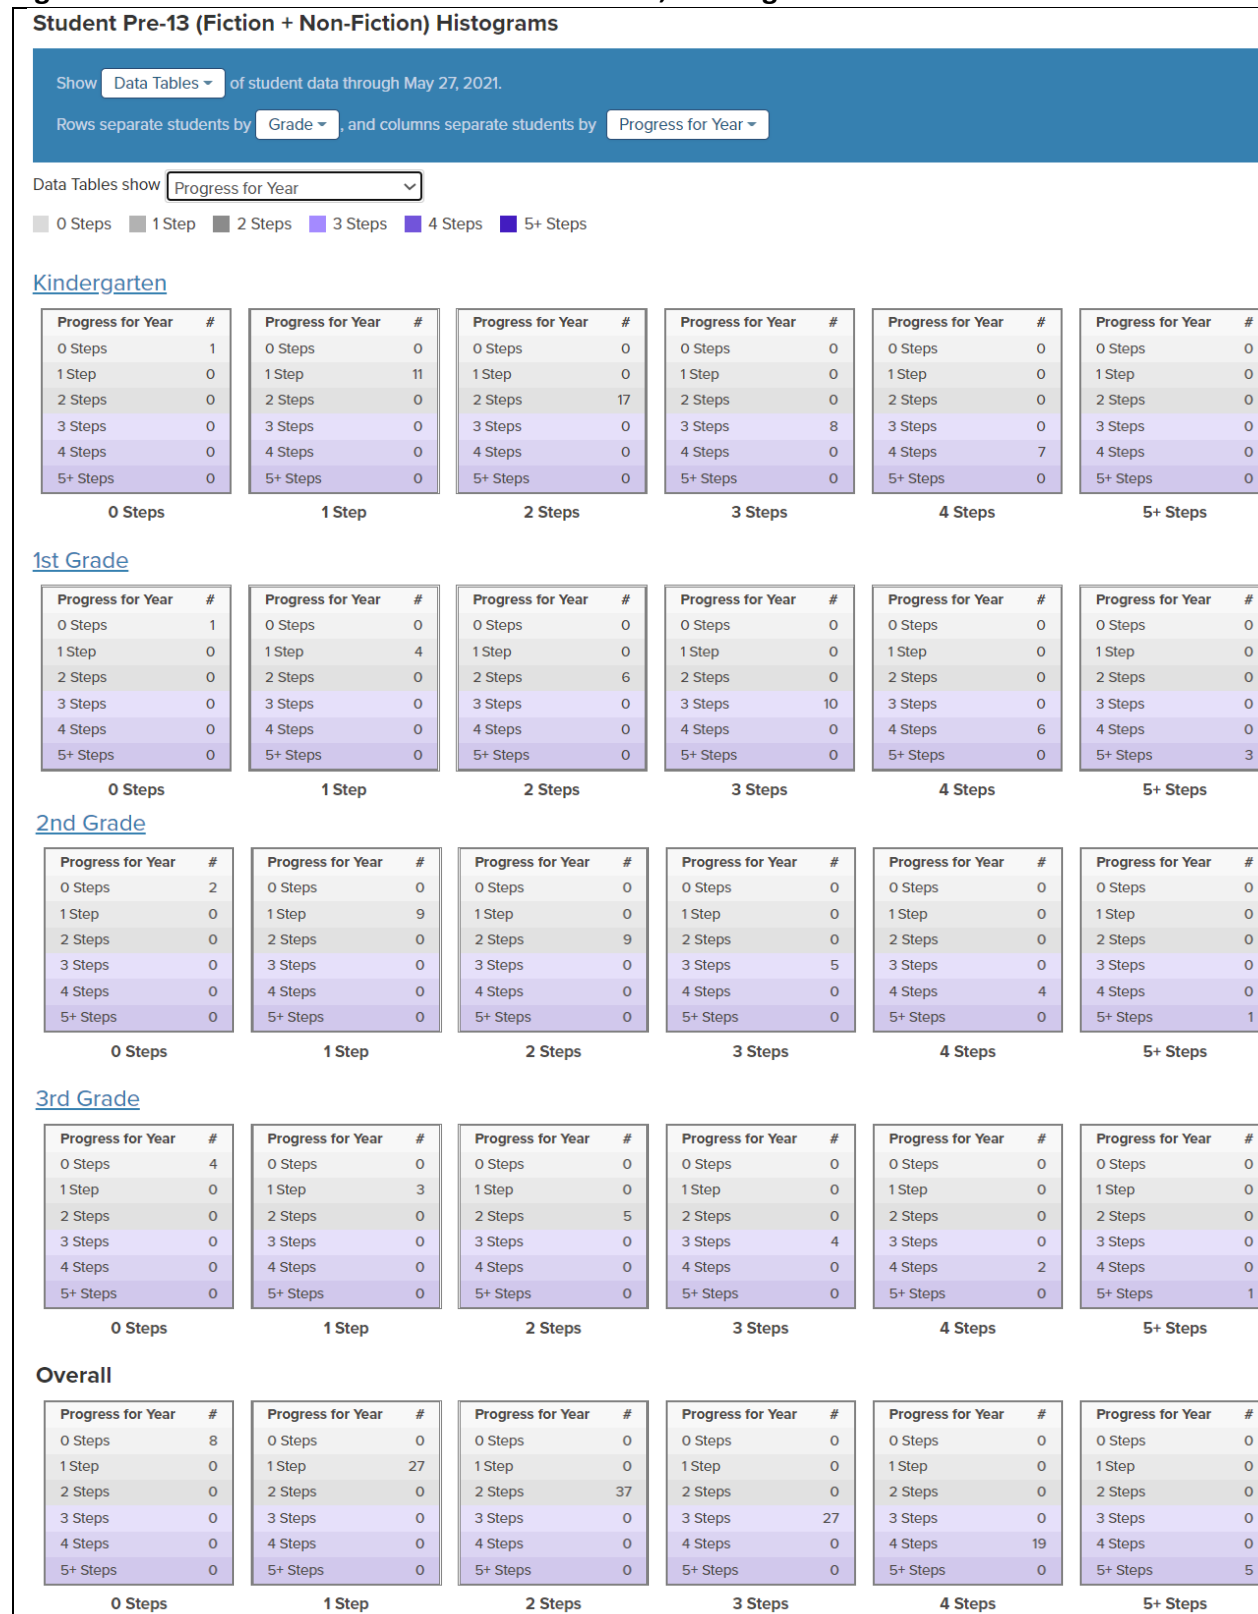 Student Pre-13 (Fiction + Non-Fiction) Histograms
Show Data Tables of student data through May 27, 2021.
Rows separate students by Grade , and columns separate students by Progress for Year
Data Tables show Progress for Year
0 Steps 1 Step 2 Steps 3 Steps 4 Steps 5+ Steps
Kindergarten
Progress for Year # Progress for Year # Progress for Year # Progress for Year # Progress for Year # Progress for Year #
0 Steps 1 0 Steps 0 0 Steps 0 0 Steps 0 0 Steps 0 0 Steps 0
1 Step 0 1 Step 11 1 Step 0 1 Step 0 1 Step 0 1 Step 0
2 Steps 0 2 Steps 0 2 Steps 17 2 Steps 0 2 Steps 0 2 Steps 0
3 Steps 0 3 Steps 0 3 Steps 0 3 Steps 8 3 Steps 0 3 Steps 0
4 Steps 0 4 Steps 0 4 Steps 0 4 Steps 0 4 Steps 7 4 Steps 0
5+ Steps 0 5+ Steps 0 5+ Steps 0 5+ Steps 0 5+ Steps 0 5+ Steps 0
0 Steps 1 Step 2 Steps 3 Steps 4 Steps 5+ Steps
1st Grade
Progress for Year # Progress for Year # Progress for Year # Progress for Year # Progress for Year # Progress for Year #
0 Steps 1 0 Steps 0 0 Steps 0 0 Steps 0 0 Steps 0 0 Steps 0
1 Step 0 1 Step 4 1 Step 0 1 Step 0 1 Step 0 1 Step 0
2 Steps 0 2 Steps 0 2 Steps 6 2 Steps 0 2 Steps 0 2 Steps 0
3 Steps 0 3 Steps 0 3 Steps 0 3 Steps 10 3 Steps 0 3 Steps 0
4 Steps 0 4 Steps 0 4 Steps 0 4 Steps 0 4 Steps 6 4 Steps 0
5+ Steps 0 5+ Steps 0 5+ Steps 0 5+ Steps 0 5+ Steps 0 5+ Steps 3
0 Steps 1 Step 2 Steps 3 Steps 4 Steps 5+ Steps
2nd Grade
Progress for Year # Progress for Year # Progress for Year # Progress for Year # Progress for Year # Progress for Year #
0 Steps 2 0 Steps 0 0 Steps 0 0 Steps 0 0 Steps 0 0 Steps 0
1 Step 0 1 Step 9 1 Step 0 1 Step 0 1 Step 0 1 Step 0
2 Steps 0 2 Steps 0 2 Steps 9 2 Steps 0 2 Steps 0 2 Steps 0
3 Steps 0 3 Steps 0 3 Steps 0 3 Steps 5 3 Steps 0 3 Steps 0
4 Steps 0 4 Steps 0 4 Steps 0 4 Steps 0 4 Steps 4 4 Steps 0
5+ Steps 0 5+ Steps 0 5+ Steps 0 5+ Steps 0 5+ Steps 0 5+ Steps 1
0 Steps 1 Step 2 Steps 3 Steps 4 Steps 5+ Steps
3rd Grade
Progress for Year # Progress for Year # Progress for Year # Progress for Year # Progress for Year # Progress for Year #
0 Steps 4 0 Steps 0 0 Steps 0 0 Steps 0 0 Steps 0 0 Steps 0
1 Step 0 1 Step 3 1 Step 0 1 Step 0 1 Step 0 1 Step 0
2 Steps 0 2 Steps 0 2 Steps 5 2 Steps 0 2 Steps 0 2 Steps 0
3 Steps 0 3 Steps 0 3 Steps 0 3 Steps 4 3 Steps 0 3 Steps 0
4 Steps 0 4 Steps 0 4 Steps 0 4 Steps 0 4 Steps 2 4 Steps 0
5+ Steps 0 5+ Steps 0 5+ Steps 0 5+ Steps 0 5+ Steps 0 5+ Steps 1
0 Steps 1 Step 2 Steps 3 Steps 4 Steps 5+ Steps
Overall
Progress for Year # Progress for Year # Progress for Year # Progress for Year # Progress for Year # Progress for Year #
0 Steps 8 0 Steps 0 0 Steps 0 0 Steps 0 0 Steps 0 0 Steps 0
1 Step 0 1 Step 27 1 Step 0 1 Step 0 1 Step 0 1 Step 0
2 Steps 0 2 Steps 0 2 Steps 37 2 Steps 0 2 Steps 0 2 Steps 0
3 Steps 0 3 Steps 0 3 Steps 0 3 Steps 27 3 Steps 0 3 Steps 0
4 Steps 0 4 Steps 0 4 Steps 0 4 Steps 0 4 Steps 19 4 Steps 0
5+ Steps 0 5+ Steps 0 5+ Steps 0 5+ Steps 0 5+ Steps 0 5+ Steps 5
0 Steps 1 Step 2 Steps 3 Steps 4 Steps 5+ Steps